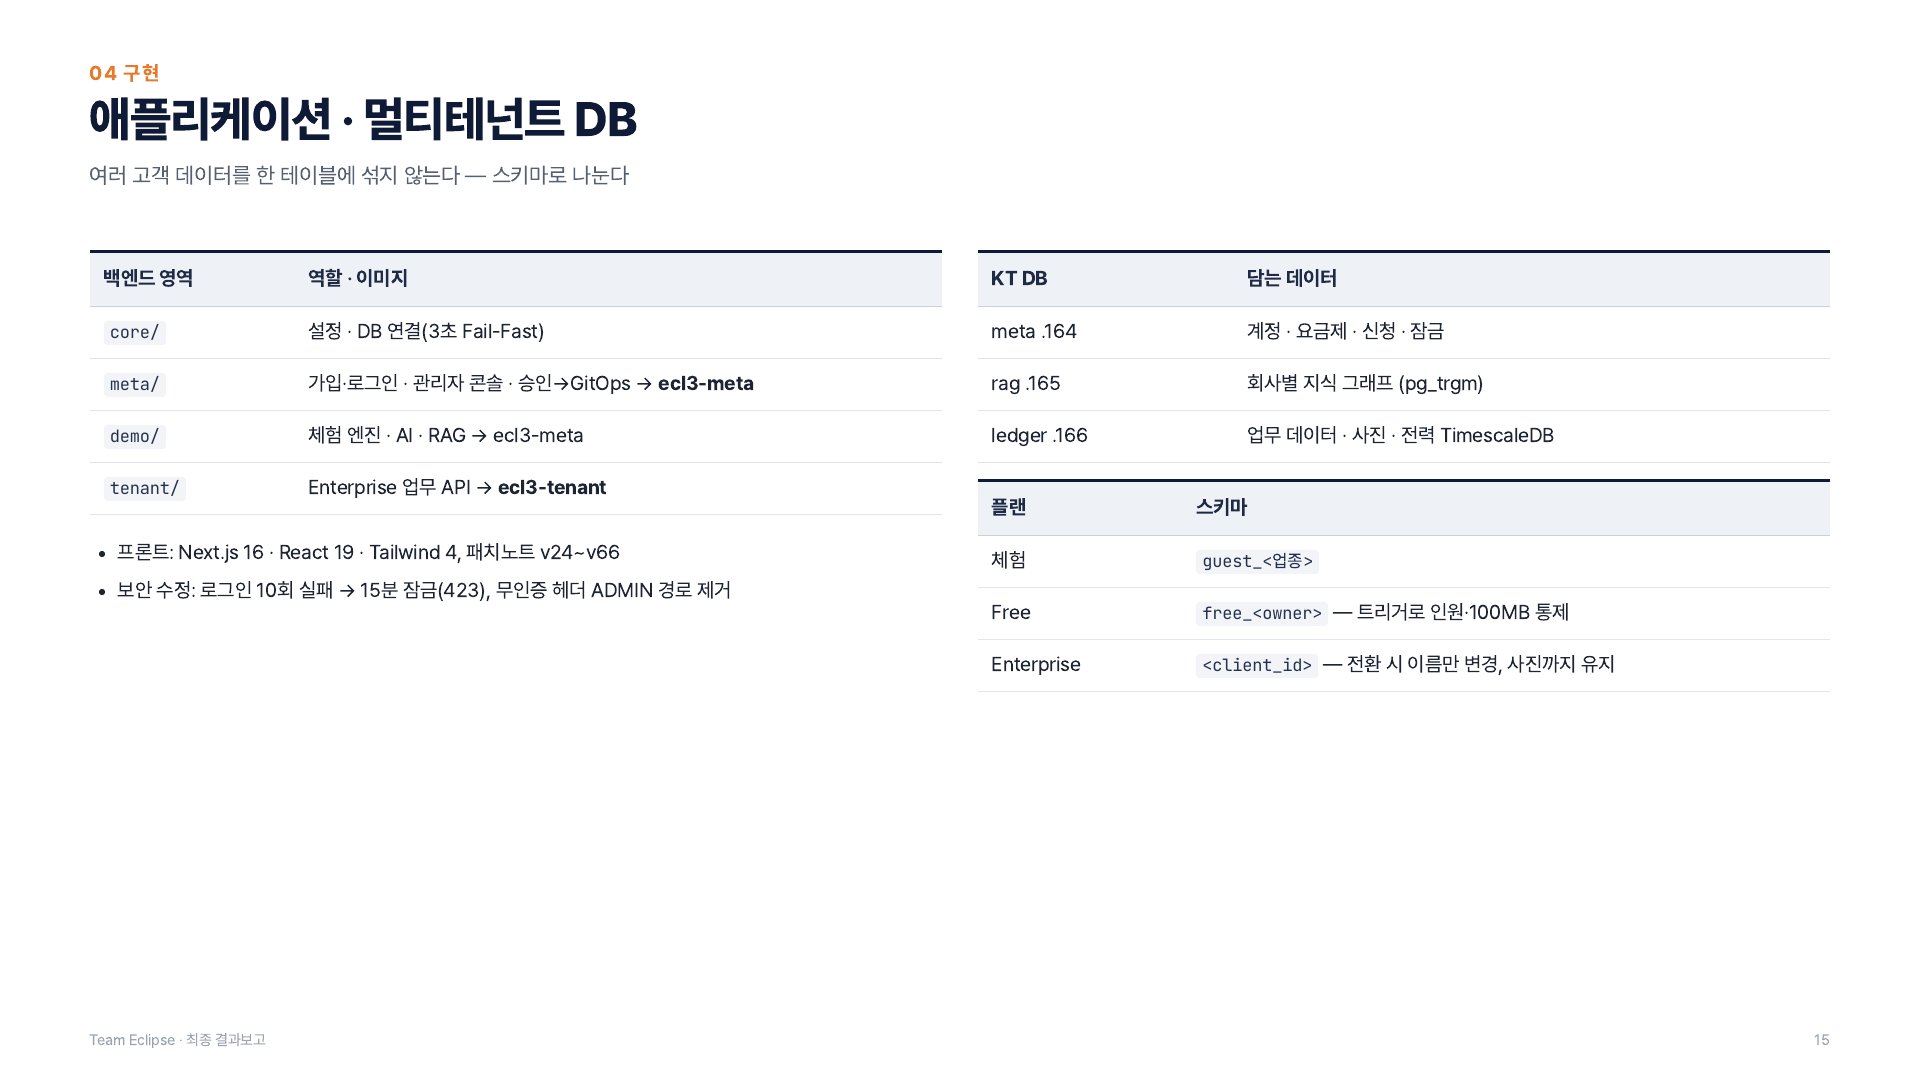 04 구현
애플리케이션 · 멀티테넌트 DB
여러 고객 데이터를 한 테이블에 섞지 않는다 — 스키마로 나눈다
백엔드 영역 역할 · 이미지
core/ 설정 · DB 연결(3초 Fail-Fast)
meta/ 가입·로그인 · 관리자 콘솔 · 승인→GitOps → ecl3-meta
demo/ 체험 엔진 · AI · RAG → ecl3-meta
tenant/ Enterprise 업무 API → ecl3-tenant
• 프론트: Next.js 16 · React 19 · Tailwind 4, 패치노트 v24~v66
• 보안 수정: 로그인 10회 실패 → 15분 잠금(423), 무인증 헤더 ADMIN 경로 제거
KT DB 담는 데이터
meta .164 계정 · 요금제 · 신청 · 잠금
rag .165 회사별 지식 그래프 (pg_trgm)
ledger .166 업무 데이터 · 사진 · 전력 TimescaleDB
플랜 스키마
체험 guest_<업종>
Free free_<owner> — 트리거로 인원·100MB 통제
Enterprise <client_id> — 전환 시 이름만 변경, 사진까지 유지
Team Eclipse · 최종 결과보고
15